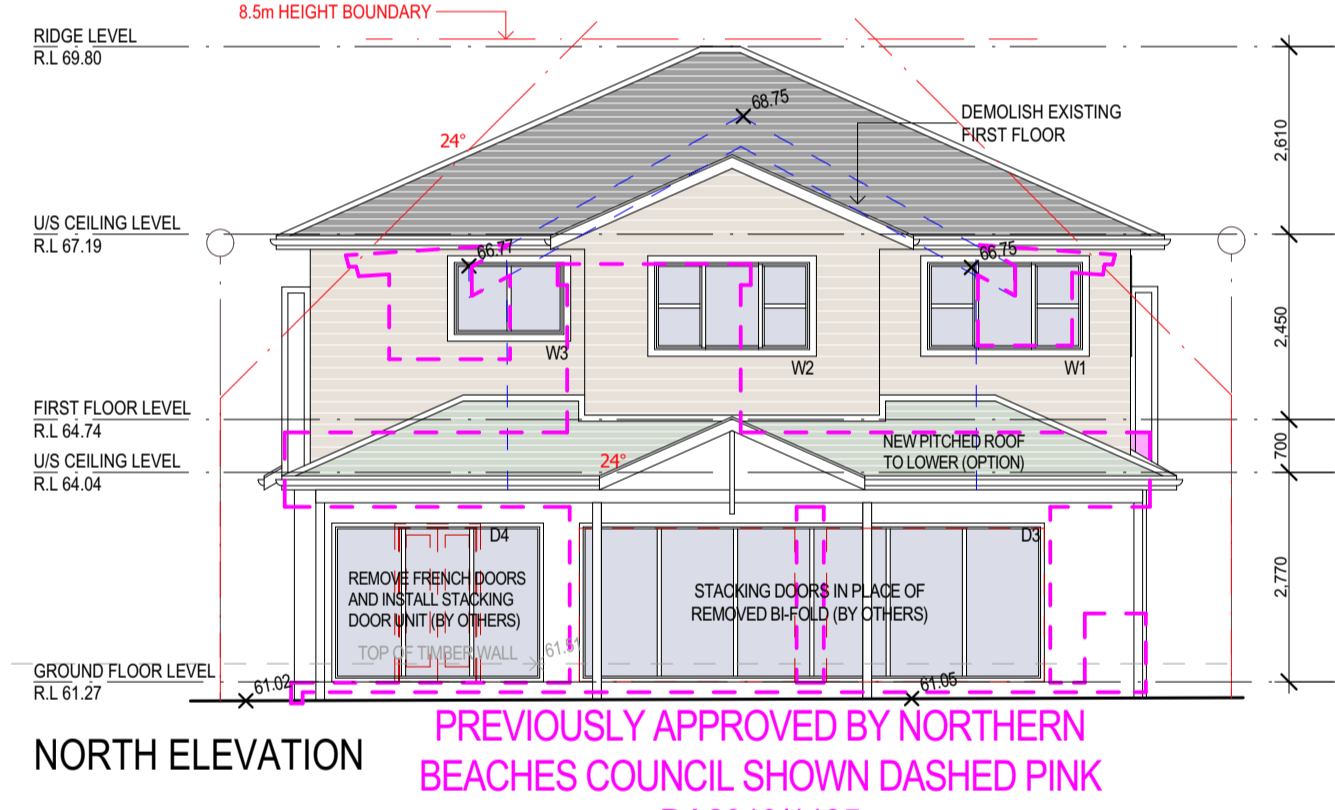 8.5m HEIGHT BOUNDARY
RIDGE LEVEL
R.L 69.80
68.75
DEMOLISH EXISTING
FIRST FLOOR
24°
2,610
U/S CEILING LEVEL
R.L 67.19
66.77
66.75
2,450
W3
W2
W1
FIRST FLOOR LEVEL
R.L 64.74
NEW PITCHED ROOF
TO LOWER (OPTION)
700
U/S CEILING LEVEL
R.L 64.04
24°
D4
D3
REMOVE FRENCH DOORS
AND INSTALL STACKING
DOOR UNIT (BY OTHERS)
STACKING DOORS IN PLACE OF
REMOVED BI-FOLD (BY OTHERS)
2,770
TOP OF TIMBER WALL
61.51
GROUND FLOOR LEVEL
R.L 61.27
61.02
61.05
NORTH ELEVATION
PREVIOUSLY APPROVED BY NORTHERN
BEACHES COUNCIL SHOWN DASHED PINK